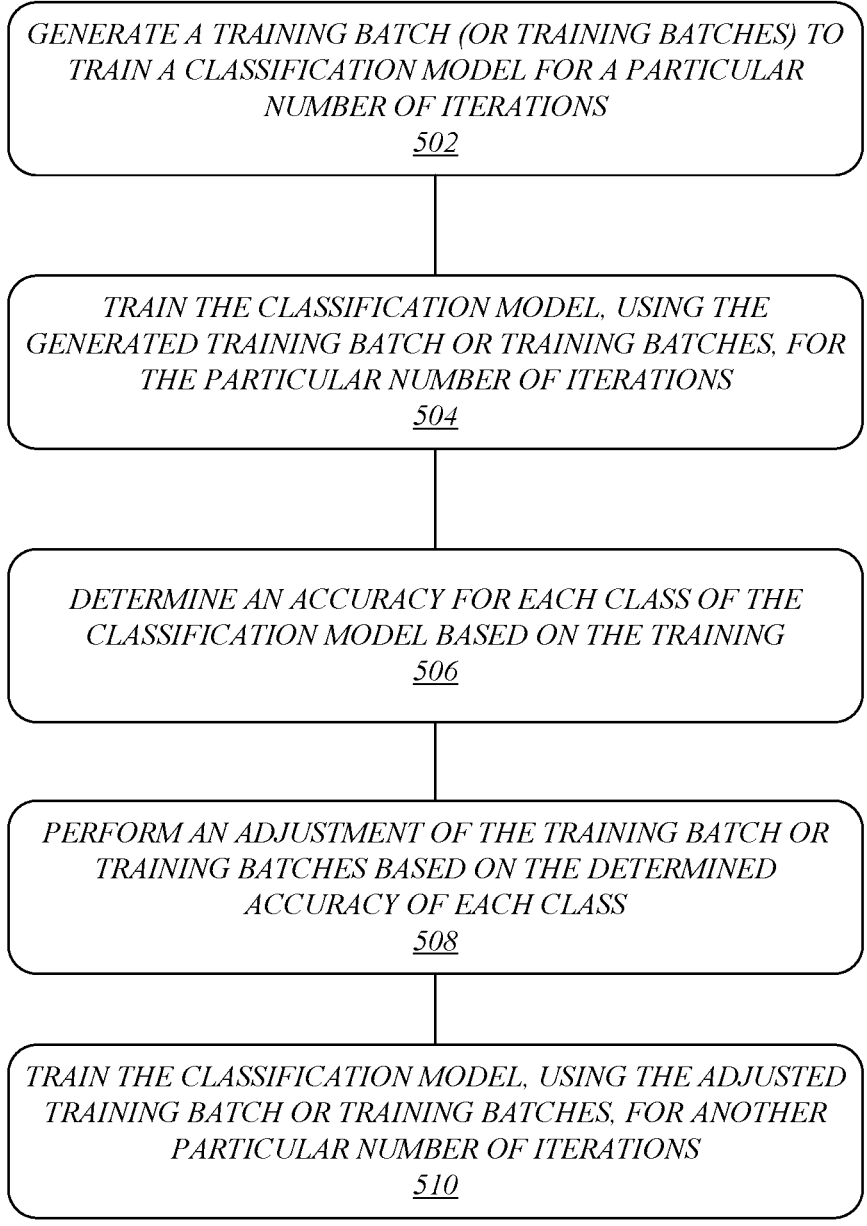 GENERATE A TRAINING BATCH (OR TRAINING BATCHES) TO
TRAIN A CLASSIFICATION MODEL FOR A PARTICULAR
NUMBER OF ITERATIONS
502
TRAIN THE CLASSIFICATION MODEL, USING THE
GENERATED TRAINING BATCH OR TRAINING BATCHES, FOR
THE PARTICULAR NUMBER OF ITERATIONS
504
DETERMINE AN ACCURACY FOR EACH CLASS OF THE
CLASSIFICATION MODEL BASED ON THE TRAINING
506
PERFORM AN ADJUSTMENT OF THE TRAINING BATCH OR
TRAINING BATCHES BASED ON THE DETERMINED
ACCURACY OF EACH CLASS
508
TRAIN THE CLASSIFICATION MODEL, USING THE ADJUSTED
TRAINING BATCH OR TRAINING BATCHES, FOR ANOTHER
PARTICULAR NUMBER OF ITERATIONS
510